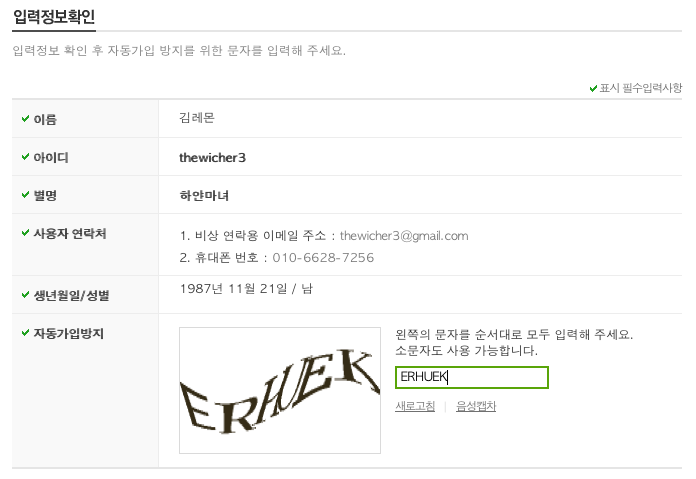 입력정보확인
입력정보 확인 후 자동가입 방지를 위한 문자를 입력해 주세요.
표시 필수입력사항
이름 김레몬
아이디 thewicher3
별명 하얀마녀
사용자 연락처 1. 비상 연락용 이메일 주소 : thewicher3@gmail.com
2. 휴대폰 번호 : 010-6628-7256
생년월일/성별 1987년 11월 21일 / 남
자동가입방지 ERHUEK 왼쪽의 문자를 순서대로 모두 입력해 주세요.
소문자도 사용 가능합니다.
ERHUEK
새로고침 | 음성캡차